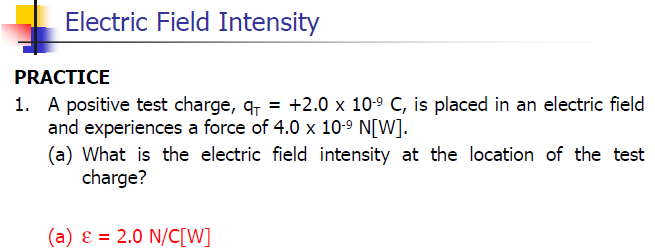 Electric Field Intensity
PRACTICE
1. A positive test charge, qT = +2.0 x 10⁻⁹ C, is placed in an electric field
and experiences a force of 4.0 x 10⁻⁹ N[W].
(a) What is the electric field intensity at the location of the test
charge?
(a) ε = 2.0 N/C[W]